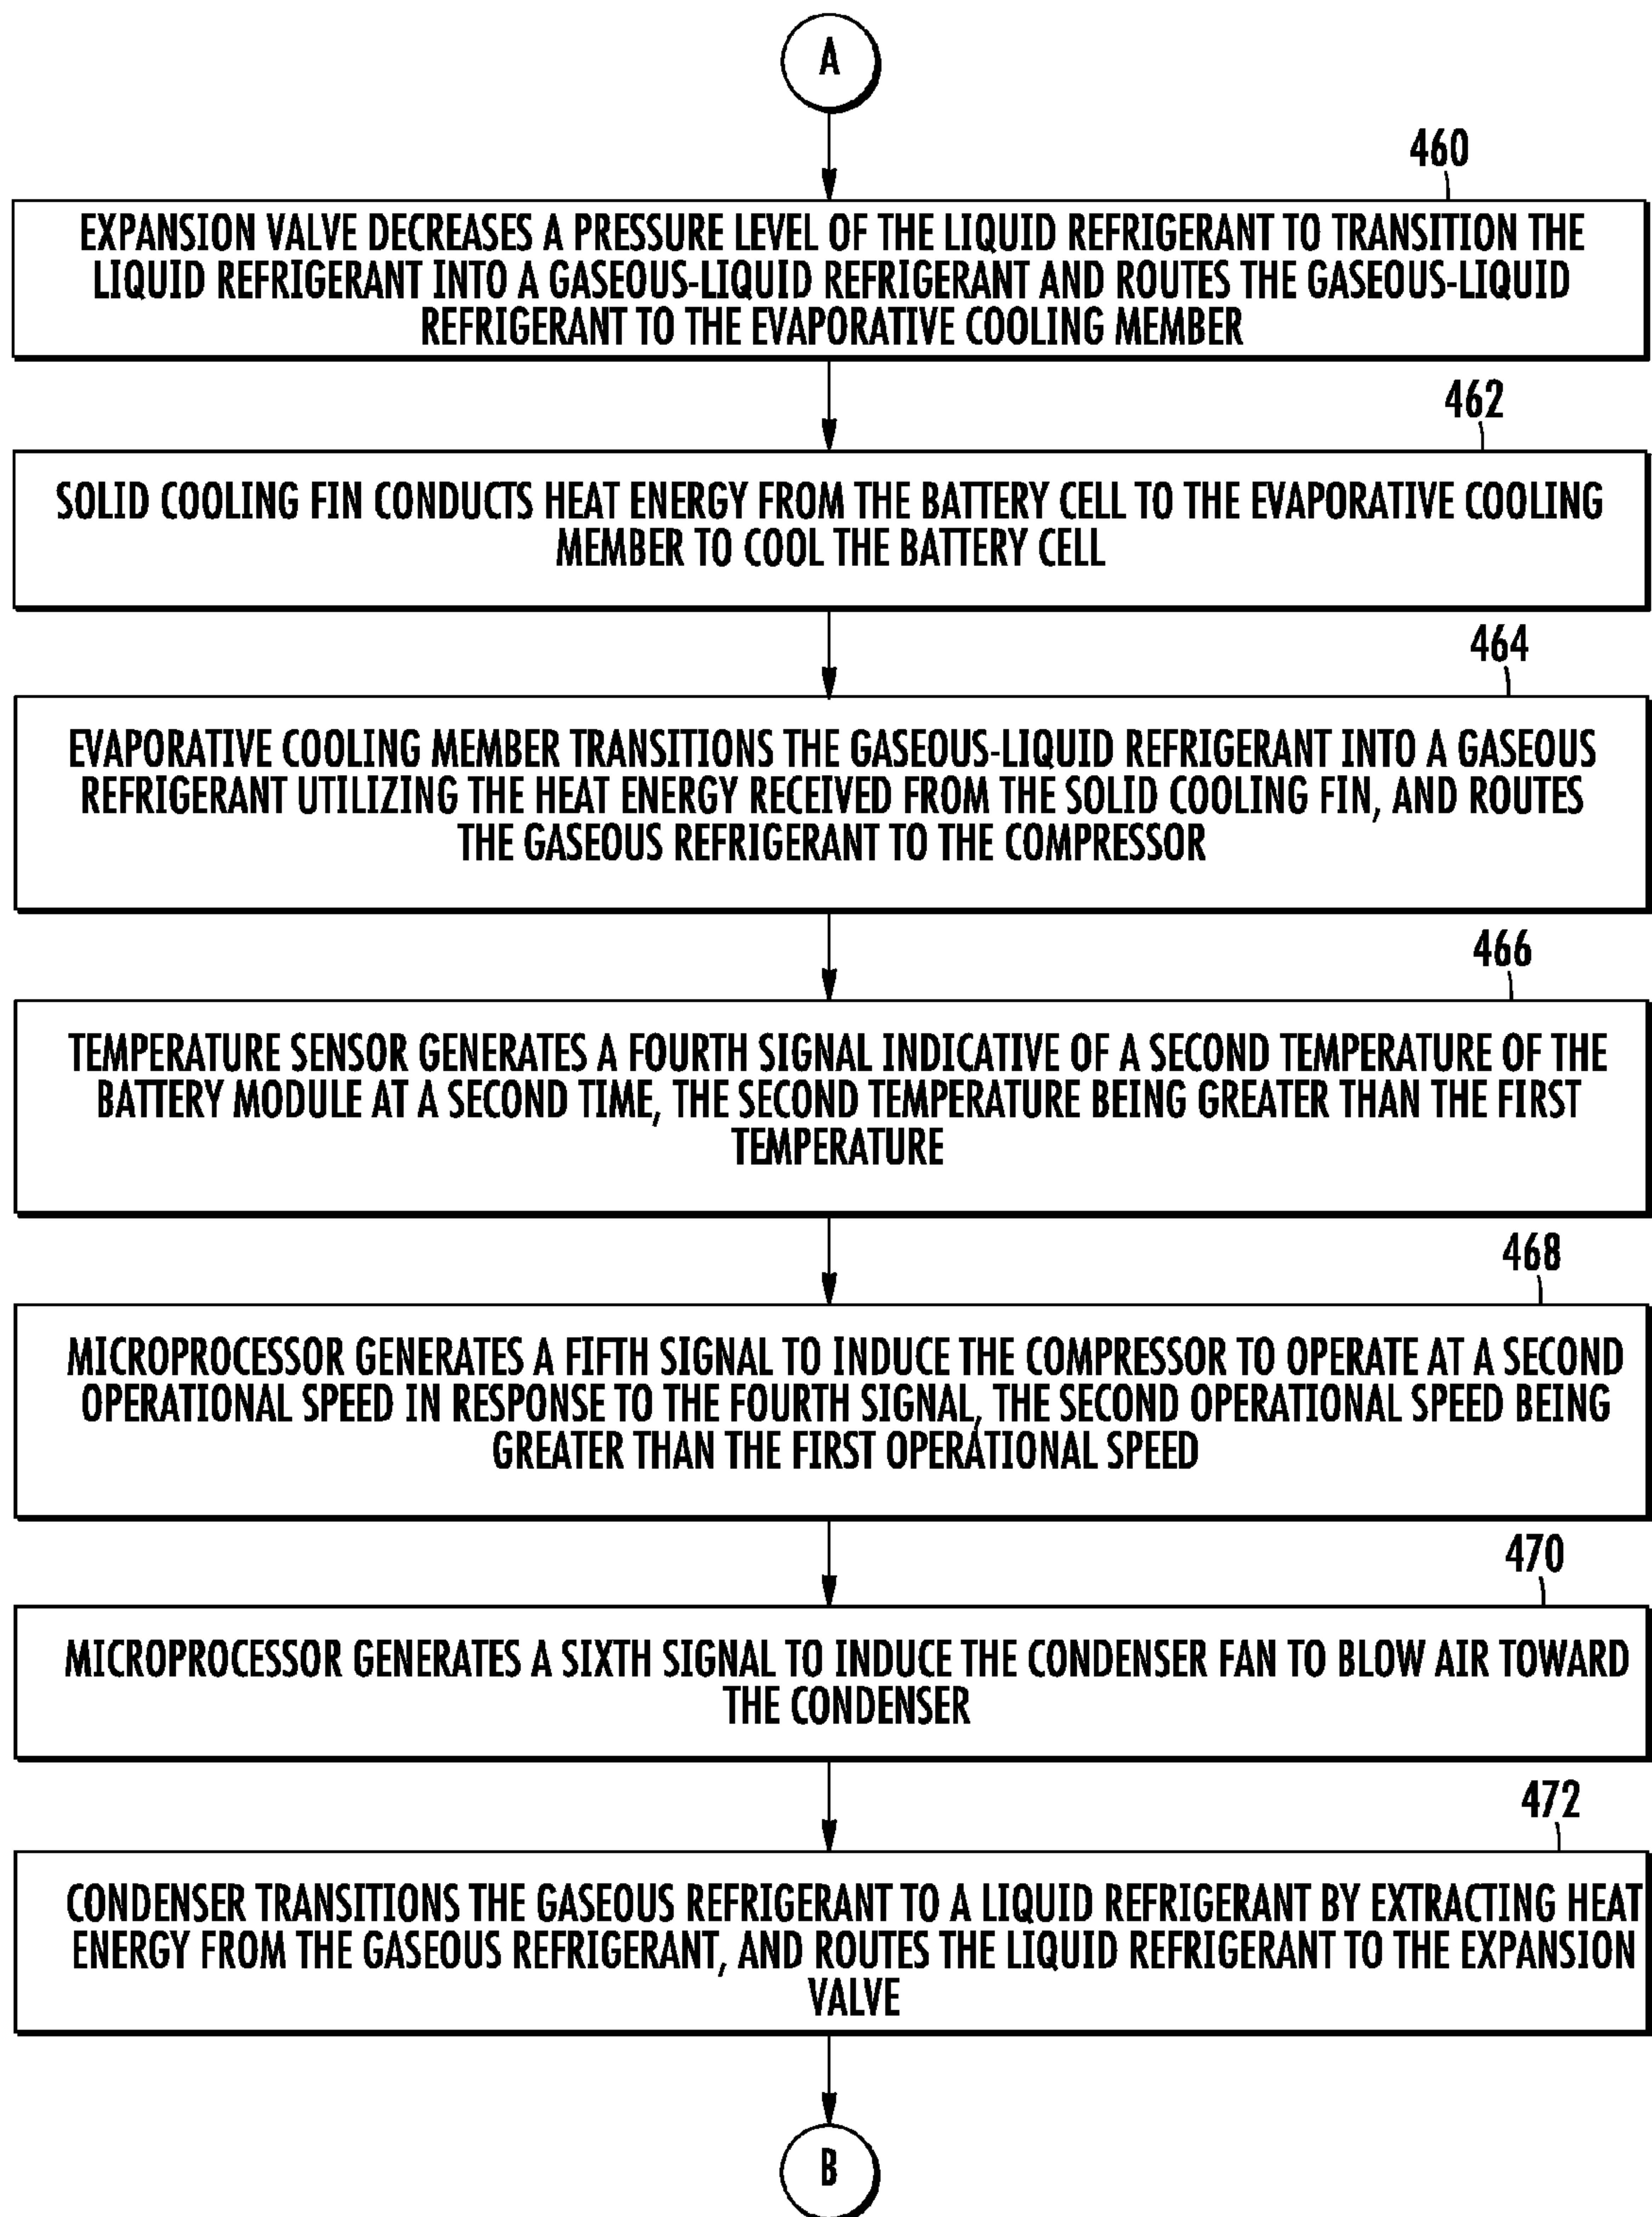 A
460
EXPANSION VALVE DECREASES A PRESSURE LEVEL OF THE LIQUID REFRIGERANT TO TRANSITION THE
LIQUID REFRIGERANT INTO A GASEOUS-LIQUID REFRIGERANT AND ROUTES THE GASEOUS-LIQUID
REFRIGERANT TO THE EVAPORATIVE COOLING MEMBER
462
SOLID COOLING FIN CONDUCTS HEAT ENERGY FROM THE BATTERY CELL TO THE EVAPORATIVE COOLING
MEMBER TO COOL THE BATTERY CELL
464
EVAPORATIVE COOLING MEMBER TRANSITIONS THE GASEOUS-LIQUID REFRIGERANT INTO A GASEOUS
REFRIGERANT UTILIZING THE HEAT ENERGY RECEIVED FROM THE SOLID COOLING FIN, AND ROUTES
THE GASEOUS REFRIGERANT TO THE COMPRESSOR
466
TEMPERATURE SENSOR GENERATES A FOURTH SIGNAL INDICATIVE OF A SECOND TEMPERATURE OF THE
BATTERY MODULE AT A SECOND TIME, THE SECOND TEMPERATURE BEING GREATER THAN THE FIRST
TEMPERATURE
468
MICROPROCESSOR GENERATES A FIFTH SIGNAL TO INDUCE THE COMPRESSOR TO OPERATE AT A SECOND
OPERATIONAL SPEED IN RESPONSE TO THE FOURTH SIGNAL, THE SECOND OPERATIONAL SPEED BEING
GREATER THAN THE FIRST OPERATIONAL SPEED
470
MICROPROCESSOR GENERATES A SIXTH SIGNAL TO INDUCE THE CONDENSER FAN TO BLOW AIR TOWARD
THE CONDENSER
472
CONDENSER TRANSITIONS THE GASEOUS REFRIGERANT TO A LIQUID REFRIGERANT BY EXTRACTING HEAT
ENERGY FROM THE GASEOUS REFRIGERANT, AND ROUTES THE LIQUID REFRIGERANT TO THE EXPANSION
VALVE
B